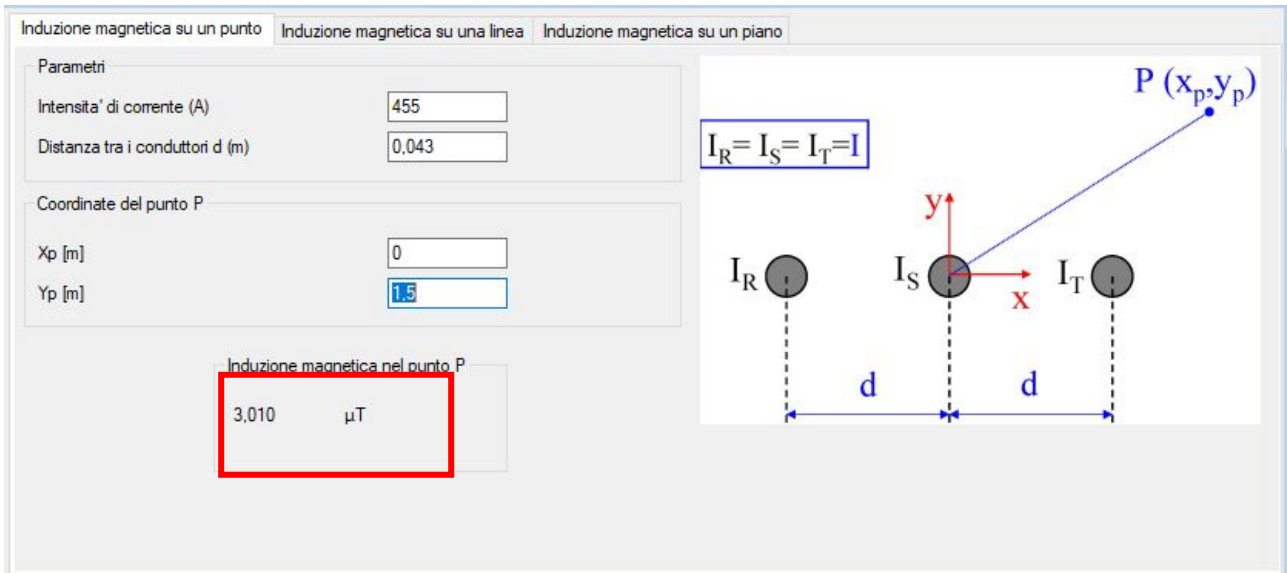 Induzione magnetica su un punto Induzione magnetica su una linea Induzione magnetica su un piano
Parametri
Intensita' di corrente (A) 455
Distanza tra i conduttori d (m) 0,043
Coordinate del punto P
Xp [m] 0
Yp [m] 1,5
Induzione magnetica nel punto P
3,010 µT
P (xp,yp)
IR= IS= IT=I
y
IR IS IT
x
d d